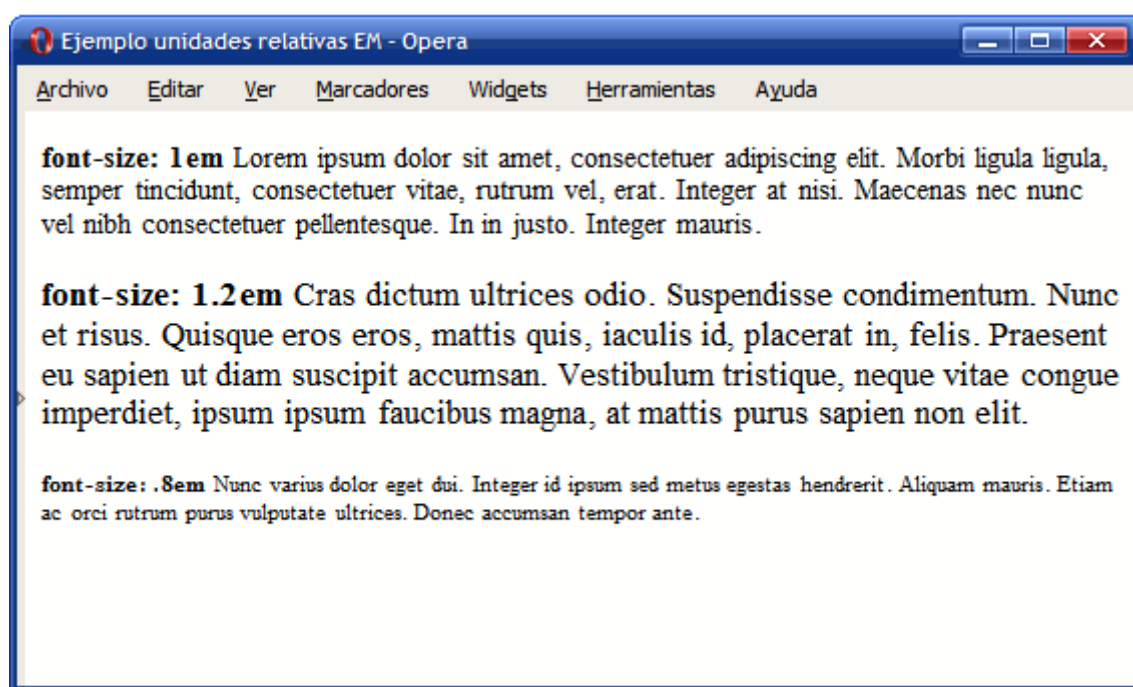 Ejemplo unidades relativas EM - Opera
Archivo Editar Ver Marcadores Widgets Herramientas Ayuda
font-size: 1em Lorem ipsum dolor sit amet, consectetuer adipiscing elit. Morbi ligula ligula,
semper tincidunt, consectetuer vitae, rutrum vel, erat. Integer at nisi. Maecenas nec nunc
vel nibh consectetuer pellentesque. In in justo. Integer mauris.
font-size: 1.2em Cras dictum ultrices odio. Suspendisse condimentum. Nunc
et risus. Quisque eros eros, mattis quis, iaculis id, placerat in, felis. Praesent
eu sapien ut diam suscipit accumsan. Vestibulum tristique, neque vitae congue
imperdiet, ipsum ipsum faucibus magna, at mattis purus sapien non elit.
font-size: .8em Nunc varius dolor eget dui. Integer id ipsum sed metus egestas hendrerit. Aliquam mauris. Etiam
ac orci rutrum purus vulputate ultrices. Donec accumsan tempor ante.